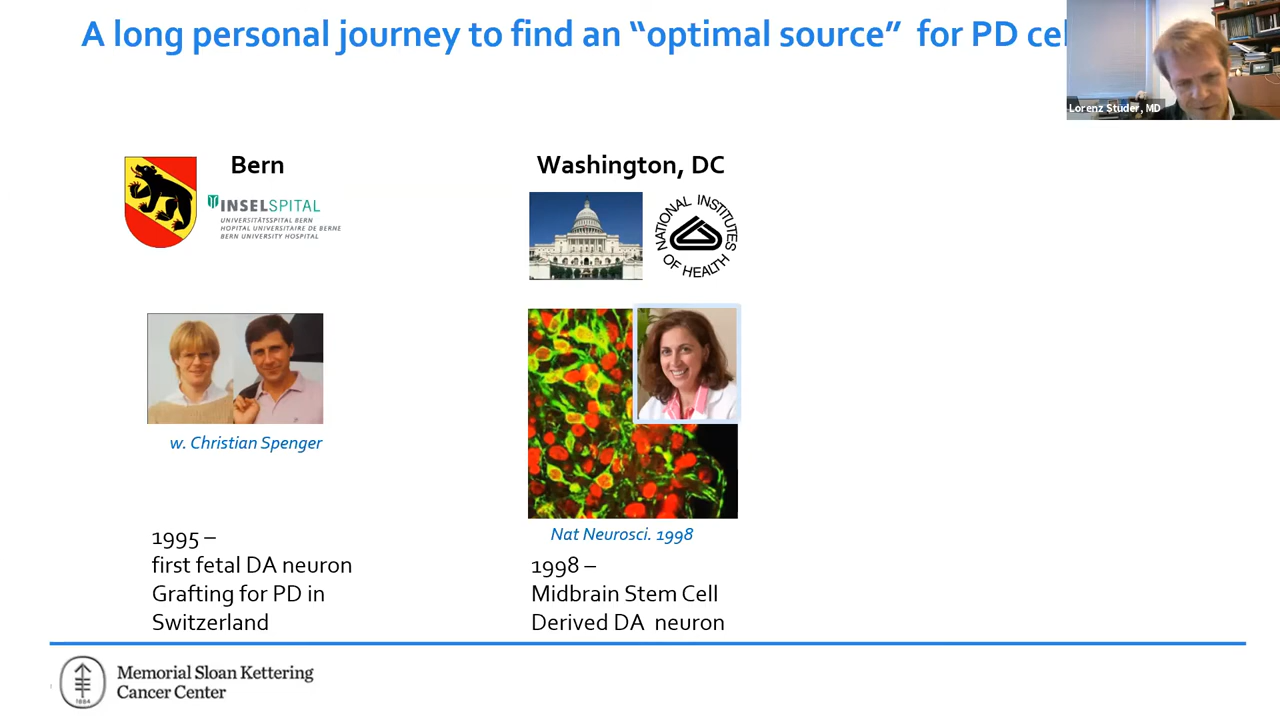 A long personal journey to find an “optimal source” for PD
Lorenz Studer, MD
Bern
INSELSPITAL
UNIVERSITÄTSSPITAL BERN
HOPITAL UNIVERSITAIRE DE BERNE
BERN UNIVERSITY HOSPITAL
w. Christian Spenger
1995 –
first fetal DA neuron
Grafting for PD in
Switzerland
Washington, DC
NATIONAL INSTITUTES
OF HEALTH
Nat Neurosci. 1998
1998 –
Midbrain Stem Cell
Derived DA neuron
1884
Memorial Sloan Kettering
Cancer Center